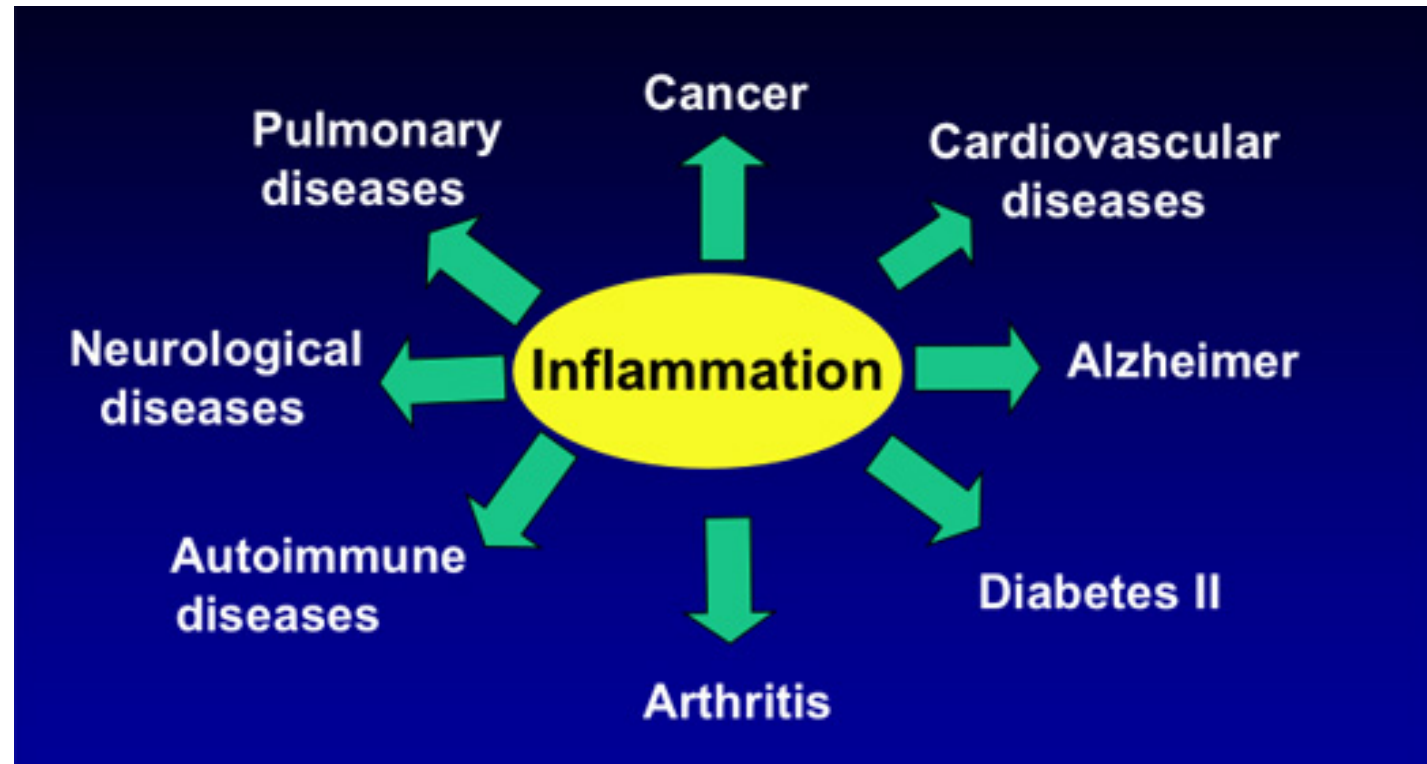 Cancer
Pulmonary
diseases
Cardiovascular
diseases
Neurological
diseases
Inflammation
Alzheimer
Autoimmune
diseases
Diabetes II
Arthritis